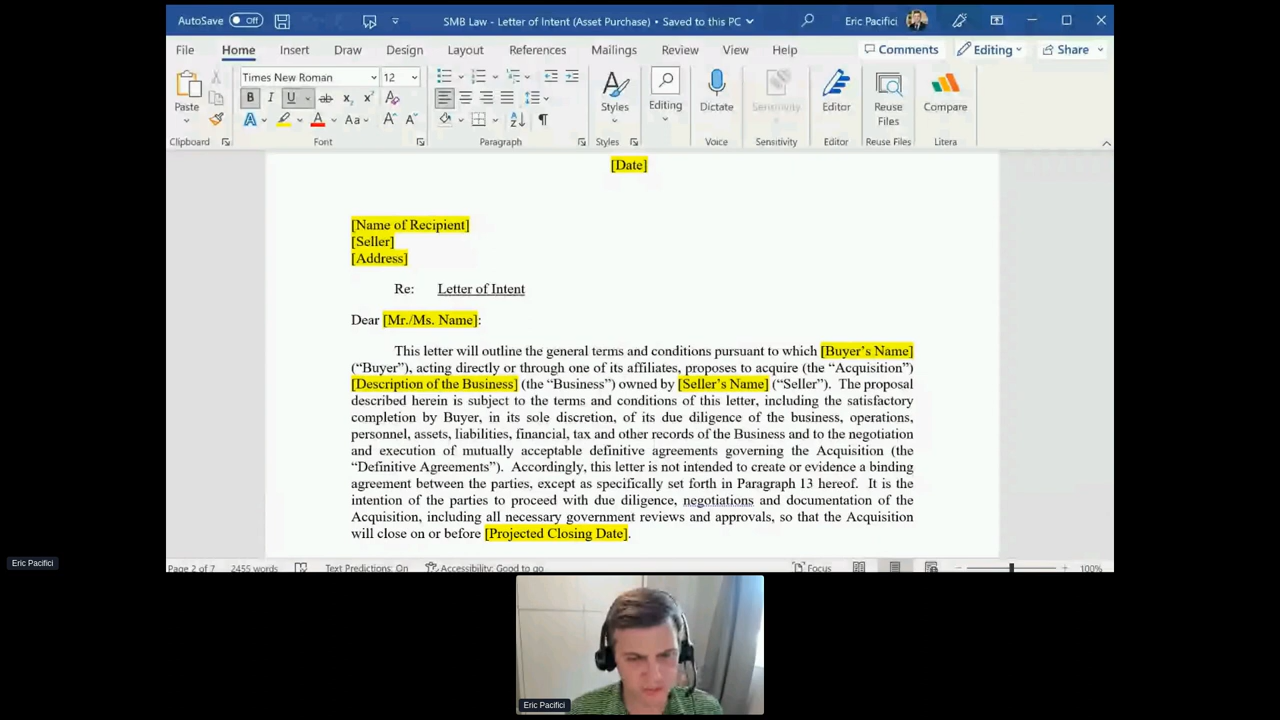 AutoSave Off SMB Law - Letter of Intent (Asset Purchase) • Saved to this PC Eric Pacifici
File Home Insert Draw Design Layout References Mailings Review View Help Comments Editing Share
Times New Roman 12
Paste Styles Editing Dictate Sensitivity Editor Reuse Files Compare
Clipboard Font Paragraph Styles Voice Sensitivity Editor Reuse Files Litera
[Date]
[Name of Recipient]
[Seller]
[Address]
Re: Letter of Intent
Dear [Mr./Ms. Name]:
This letter will outline the general terms and conditions pursuant to which [Buyer’s Name]
(“Buyer”), acting directly or through one of its affiliates, proposes to acquire (the “Acquisition”)
[Description of the Business] (the “Business”) owned by [Seller’s Name] (“Seller”). The proposal
described herein is subject to the terms and conditions of this letter, including the satisfactory
completion by Buyer, in its sole discretion, of its due diligence of the business, operations,
personnel, assets, liabilities, financial, tax and other records of the Business and to the negotiation
and execution of mutually acceptable definitive agreements governing the Acquisition (the
“Definitive Agreements”). Accordingly, this letter is not intended to create or evidence a binding
agreement between the parties, except as specifically set forth in Paragraph 13 hereof. It is the
intention of the parties to proceed with due diligence, negotiations and documentation of the
Acquisition, including all necessary government reviews and approvals, so that the Acquisition
will close on or before [Projected Closing Date].
Eric Pacifici
Page 2 of 7 2455 words Text Predictions: On Accessibility: Good to go Focus 100%
Eric Pacifici